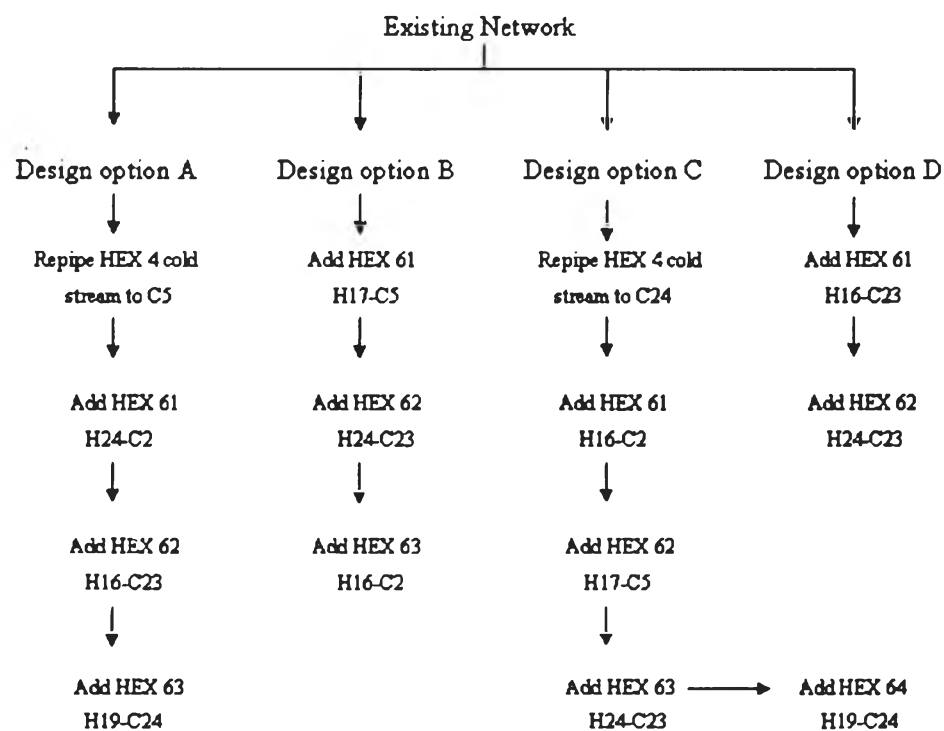 Existing Network
Design option A
Design option B
Design option C
Design option D
Repipe HEX 4 cold
stream to C5
Add HEX 61
H17-C5
Repipe HEX 4 cold
stream to C24
Add HEX 61
H16-C23
Add HEX 61
H24-C2
Add HEX 62
H24-C23
Add HEX 61
H16-C2
Add HEX 62
H24-C23
Add HEX 62
H16-C23
Add HEX 63
H16-C2
Add HEX 62
H17-C5
Add HEX 63
H19-C24
Add HEX 63
H24-C23
Add HEX 64
H19-C24